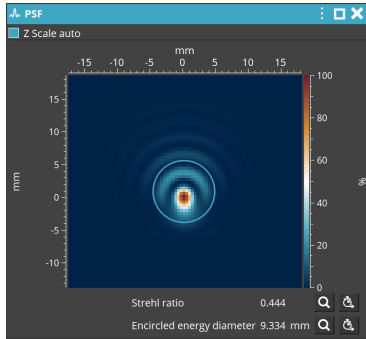 PSF
Z Scale auto
mm
-15 -10 -5 0 5 10 15
15
10
5
0
-5
-10
mm
100
80
60
40
20
0
%
Strehl ratio 0.444
Encircled energy diameter 9.334 mm